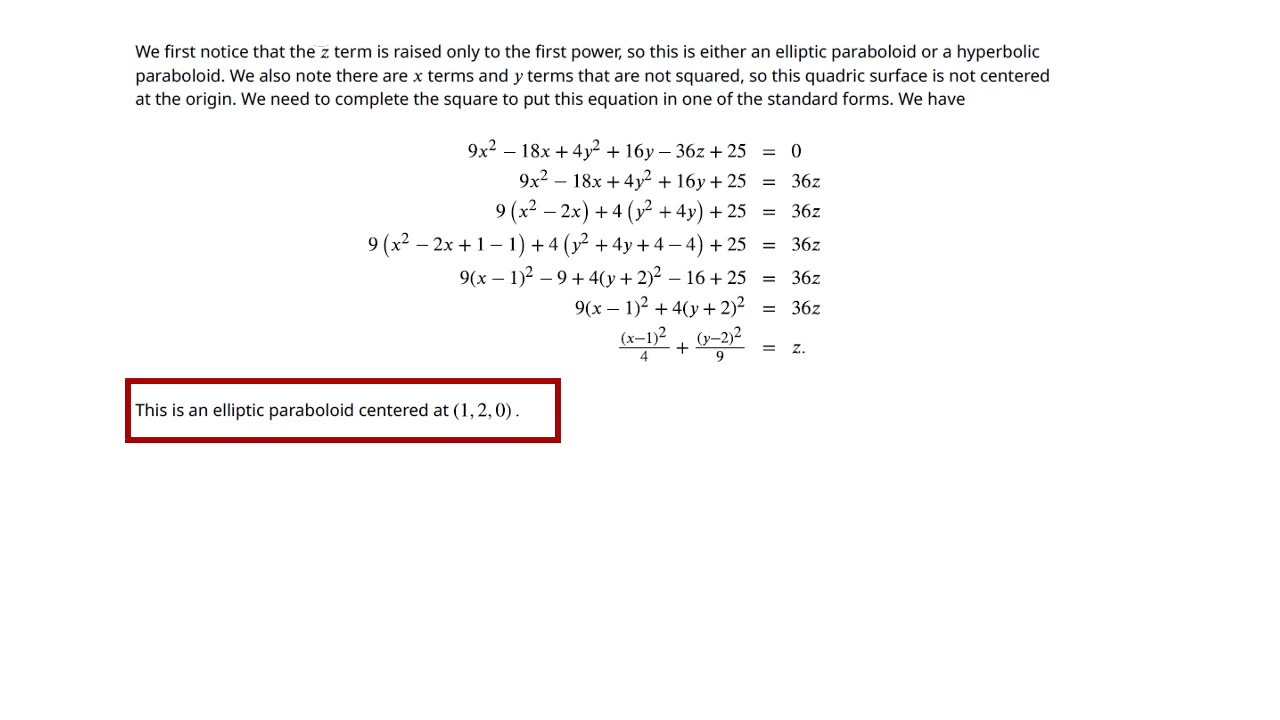 We first notice that the z term is raised only to the first power, so this is either an elliptic paraboloid or a hyperbolic
paraboloid. We also note there are x terms and y terms that are not squared, so this quadric surface is not centered
at the origin. We need to complete the square to put this equation in one of the standard forms. We have
9x² − 18x + 4y² + 16y − 36z + 25 = 0
9x² − 18x + 4y² + 16y + 25 = 36z
9 (x² − 2x) + 4 (y² + 4y) + 25 = 36z
9 (x² − 2x + 1 − 1) + 4 (y² + 4y + 4 − 4) + 25 = 36z
9(x − 1)² − 9 + 4(y + 2)² − 16 + 25 = 36z
9(x − 1)² + 4(y + 2)² = 36z
(x−1)²/4 + (y−2)²/9 = z.
This is an elliptic paraboloid centered at (1, 2, 0) .